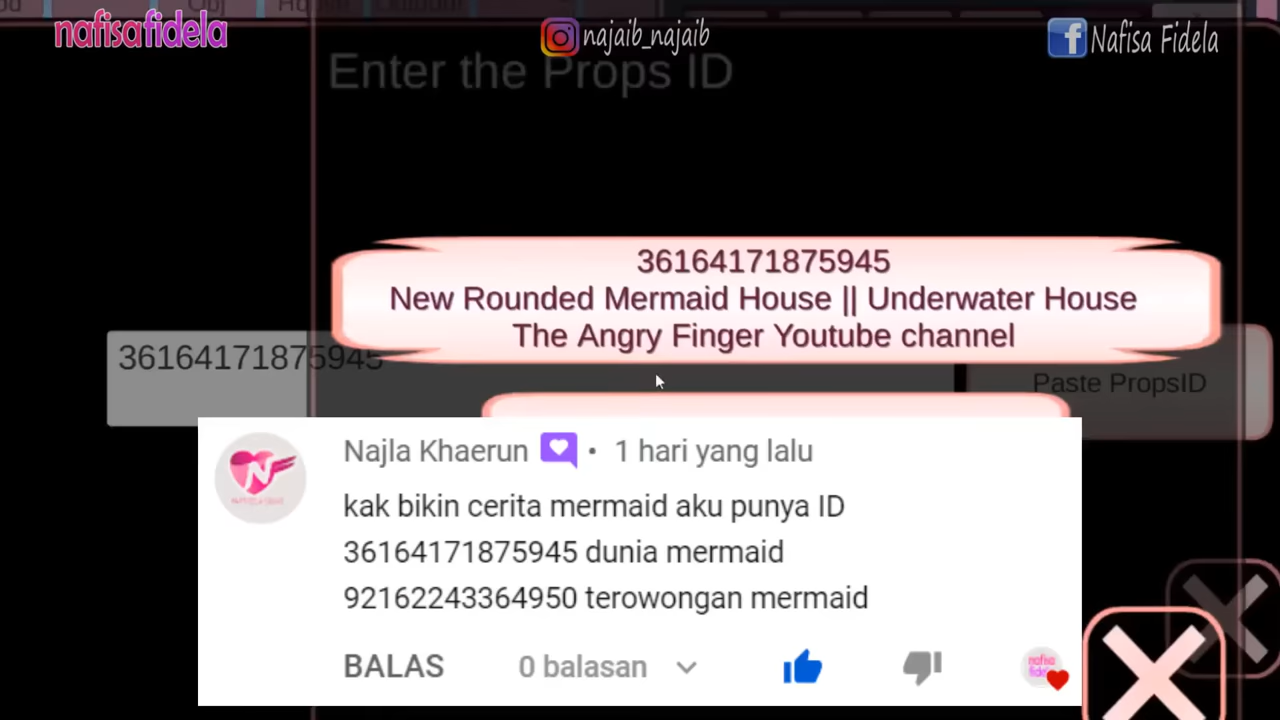 nafisafidela
najaib_najaib
Nafisa Fidela
Enter the Props ID
36164171875945
New Rounded Mermaid House || Underwater House
The Angry Finger Youtube channel
36164171875945
Paste PropsID
Najla Khaerun • 1 hari yang lalu
kak bikin cerita mermaid aku punya ID
36164171875945 dunia mermaid
92162243364950 terowongan mermaid
BALAS 0 balasan
nafisa
fidela